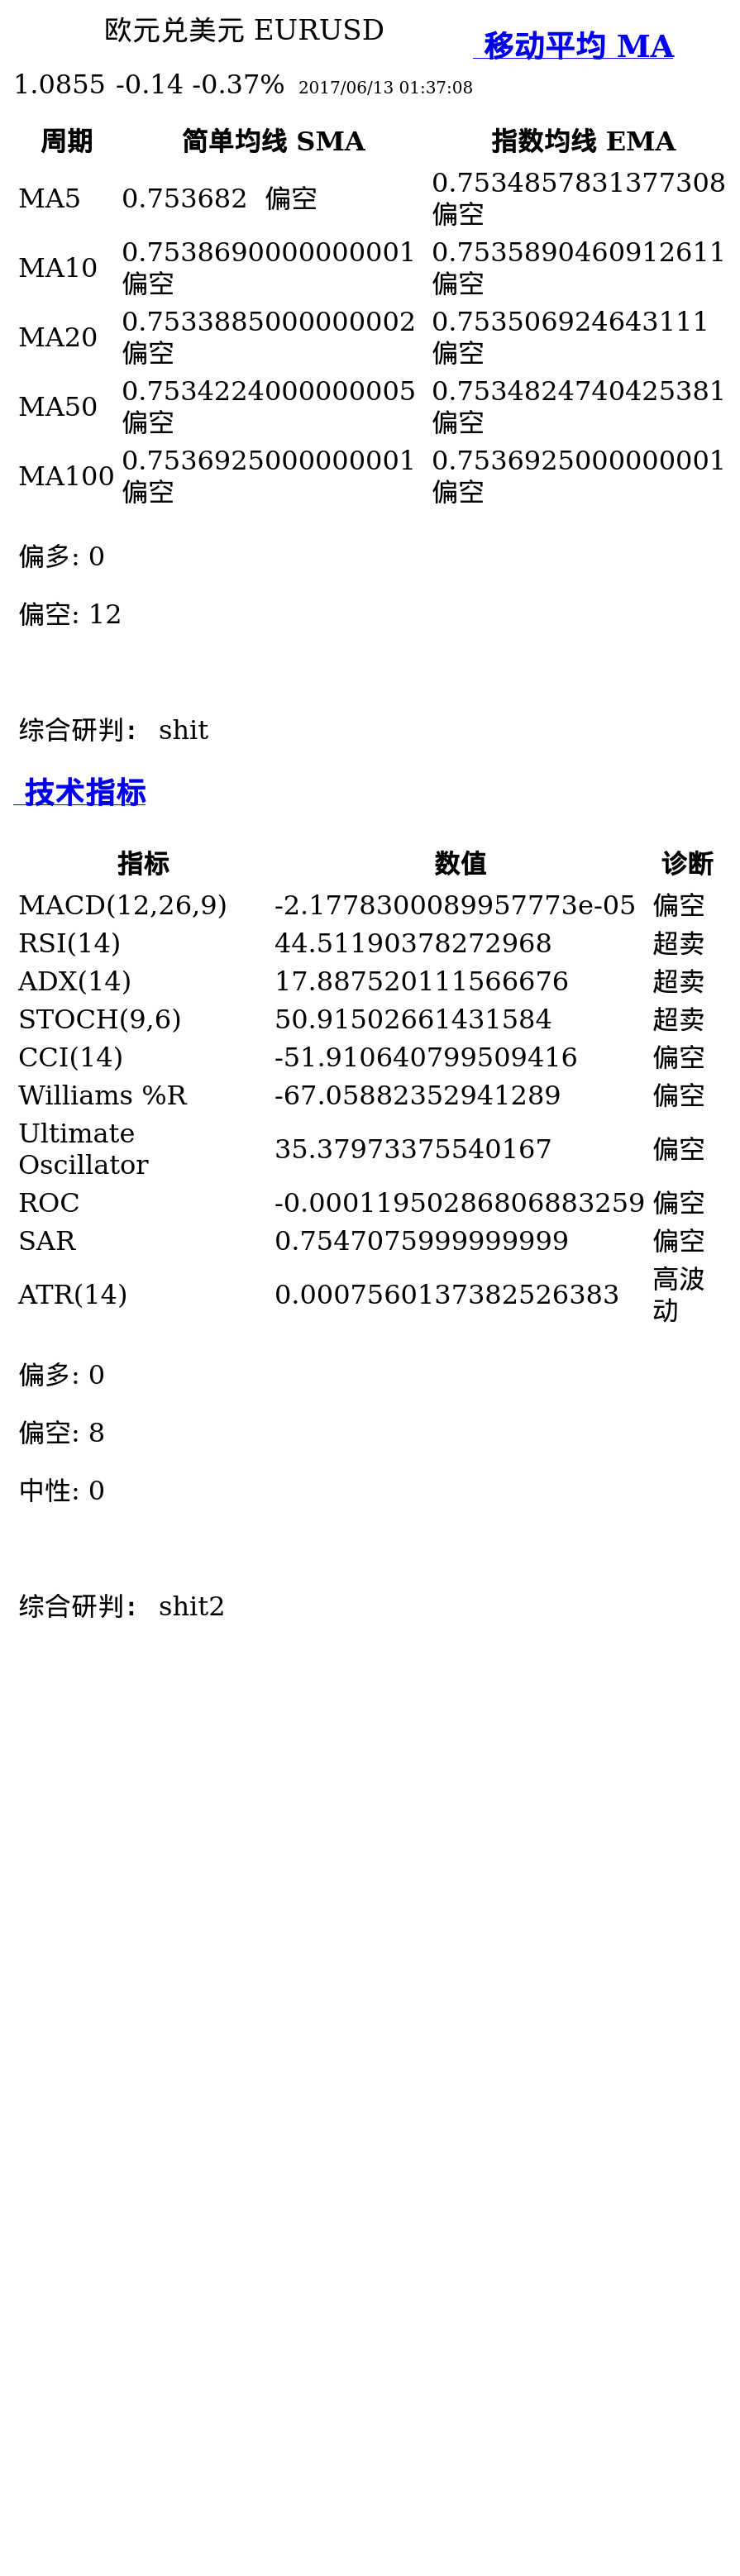 欧元兑美元 EURUSD
移动平均 MA
1.0855 -0.14 -0.37% 2017/06/13 01:37:08
周期 简单均线 SMA 指数均线 EMA
MA5 0.753682 偏空 0.7534857831377308 偏空
MA10 0.7538690000000001 偏空 0.7535890460912611 偏空
MA20 0.7533885000000002 偏空 0.753506924643111 偏空
MA50 0.7534224000000005 偏空 0.7534824740425381 偏空
MA100 0.7536925000000001 偏空 0.7536925000000001 偏空
偏多: 0
偏空: 12
综合研判： shit
技术指标
指标 数值 诊断
MACD(12,26,9) -2.1778300089957773e-05 偏空
RSI(14) 44.51190378272968 超卖
ADX(14) 17.887520111566676 超卖
STOCH(9,6) 50.91502661431584 超卖
CCI(14) -51.910640799509416 偏空
Williams %R -67.05882352941289 偏空
Ultimate Oscillator 35.37973375540167 偏空
ROC -0.00011950286806883259 偏空
SAR 0.7547075999999999 偏空
ATR(14) 0.0007560137382526383 高波动
偏多: 0
偏空: 8
中性: 0
综合研判： shit2